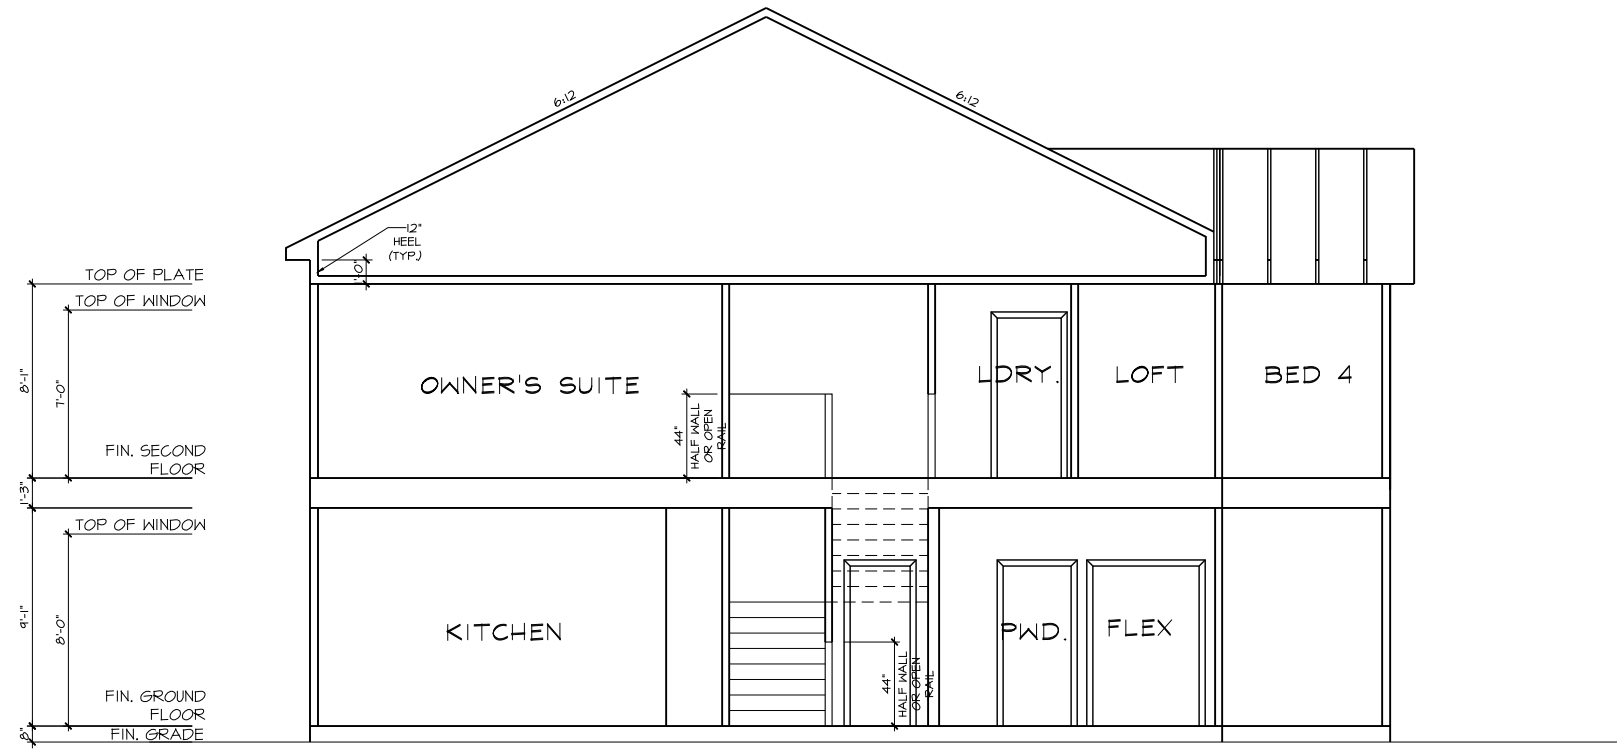 6:12
6:12
12"
HEEL
(TYP.)
1'-0"
TOP OF PLATE
TOP OF WINDOW
8'-1"
7'-0"
OWNER'S SUITE
LDRY.
LOFT
BED 4
44"
HALF WALL
OR OPEN
RAIL
FIN. SECOND
FLOOR
1'-3"
TOP OF WINDOW
9'-1"
8'-0"
KITCHEN
PWD.
FLEX
44"
HALF WALL
OR OPEN
RAIL
FIN. GROUND
FLOOR
8"
FIN. GRADE